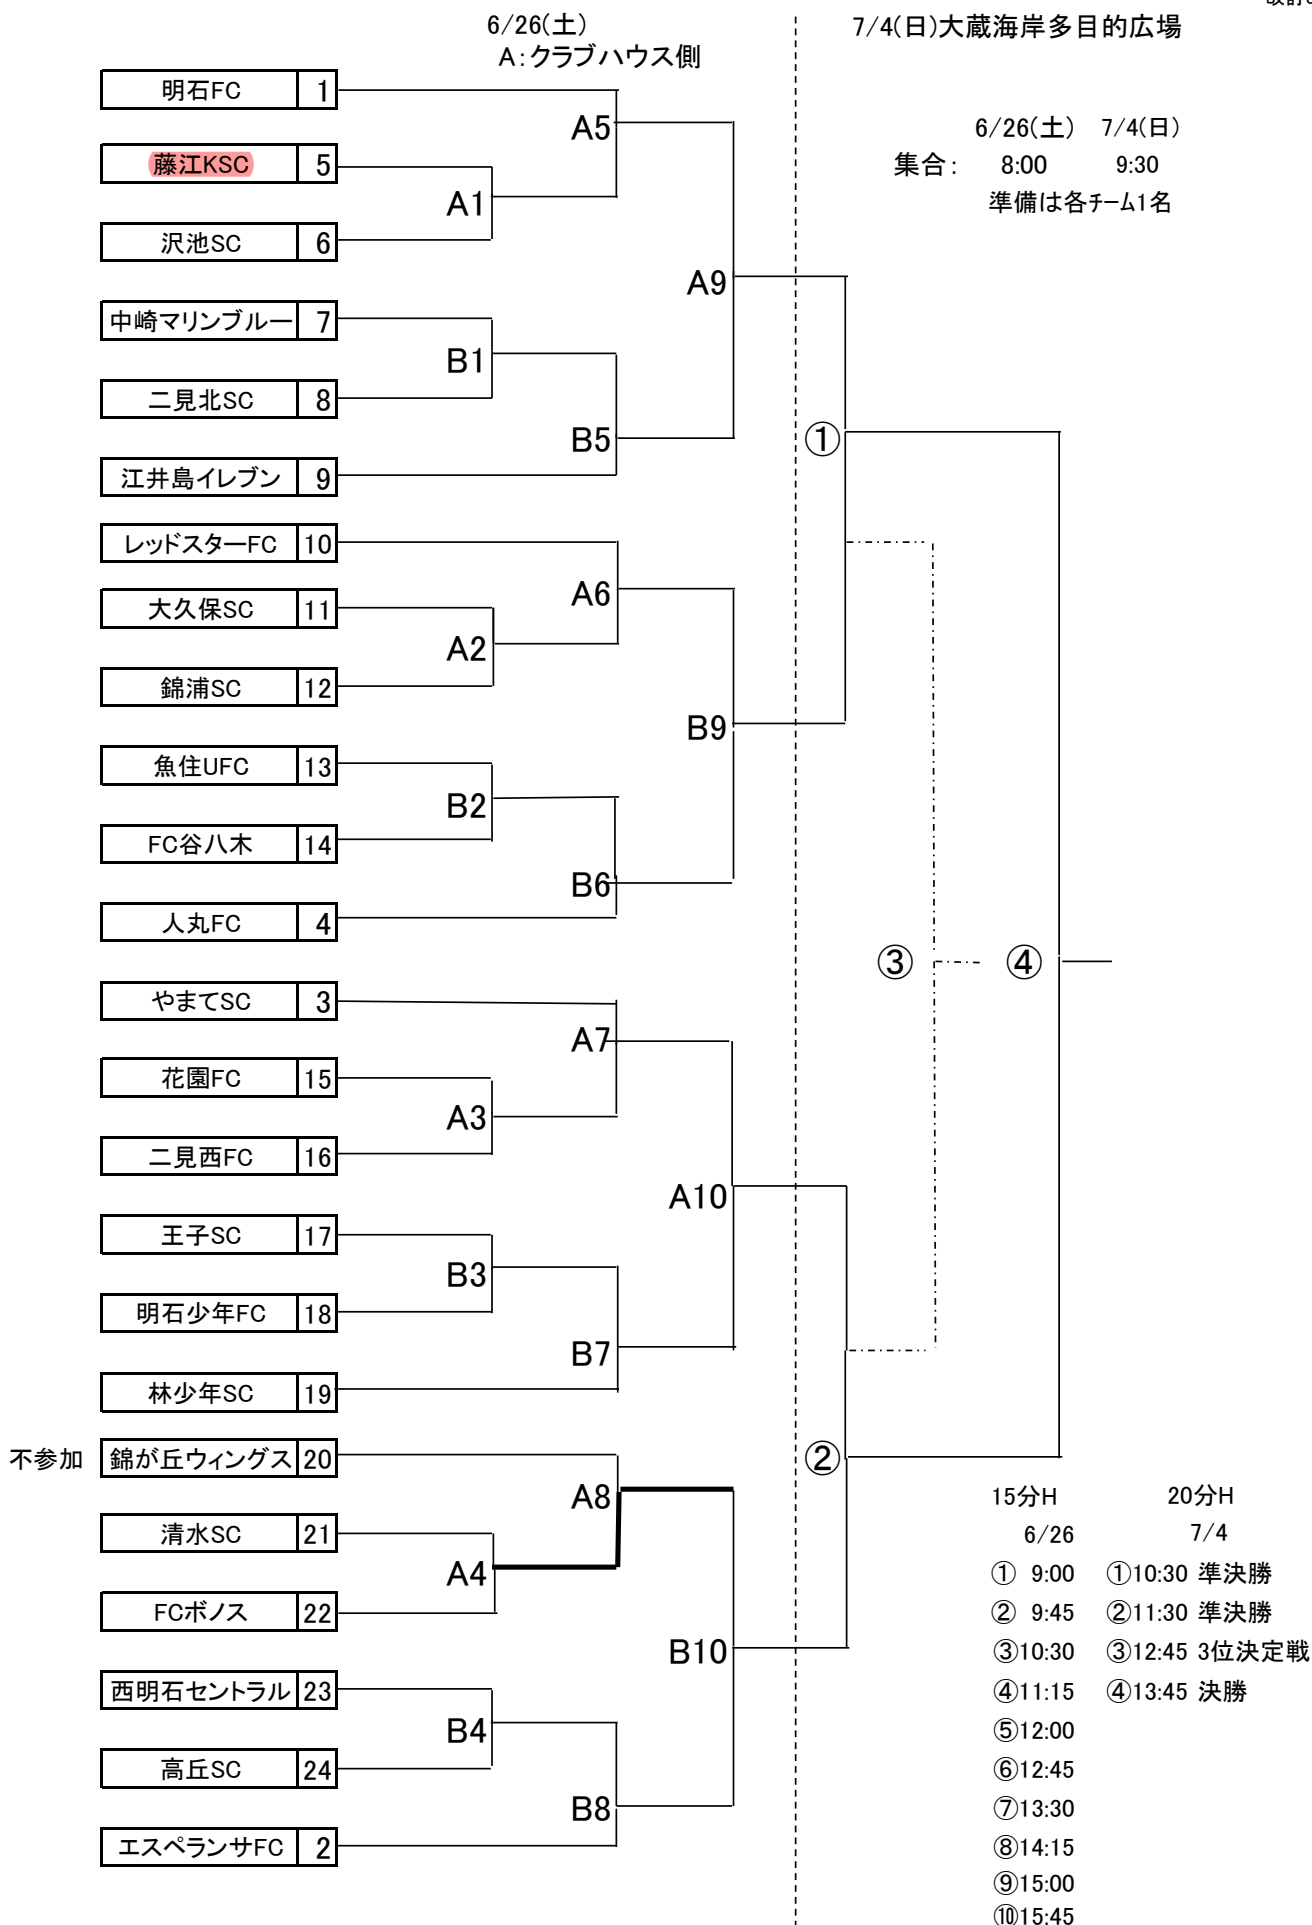 6/26(土)
7/4(日)大蔵海岸多目的広場
A:クラブハウス側
明石FC 1
A5
6/26(土) 7/4(日)
藤江KSC 5
集合: 8:00 9:30
A1
準備は各チーム1名
沢池SC 6
A9
中崎マリンブルー 7
B1
二見北SC 8
B5
①
江井島イレブン 9
レッドスターFC 10
A6
大久保SC 11
A2
錦浦SC 12
B9
魚住UFC 13
B2
FC谷八木 14
B6
人丸FC 4
③
④
やまてSC 3
A7
花園FC 15
A3
二見西FC 16
A10
王子SC 17
B3
明石少年FC 18
B7
林少年SC 19
不参加 錦が丘ウィングス 20
②
A8
清水SC 21
A4
FCボノス 22
B10
西明石セントラル 23
B4
高丘SC 24
B8
エスペランサFC 2
15分H 20分H
6/26 7/4
① 9:00 ①10:30 準決勝
② 9:45 ②11:30 準決勝
③10:30 ③12:45 3位決定戦
④11:15 ④13:45 決勝
⑤12:00
⑥12:45
⑦13:30
⑧14:15
⑨15:00
⑩15:45